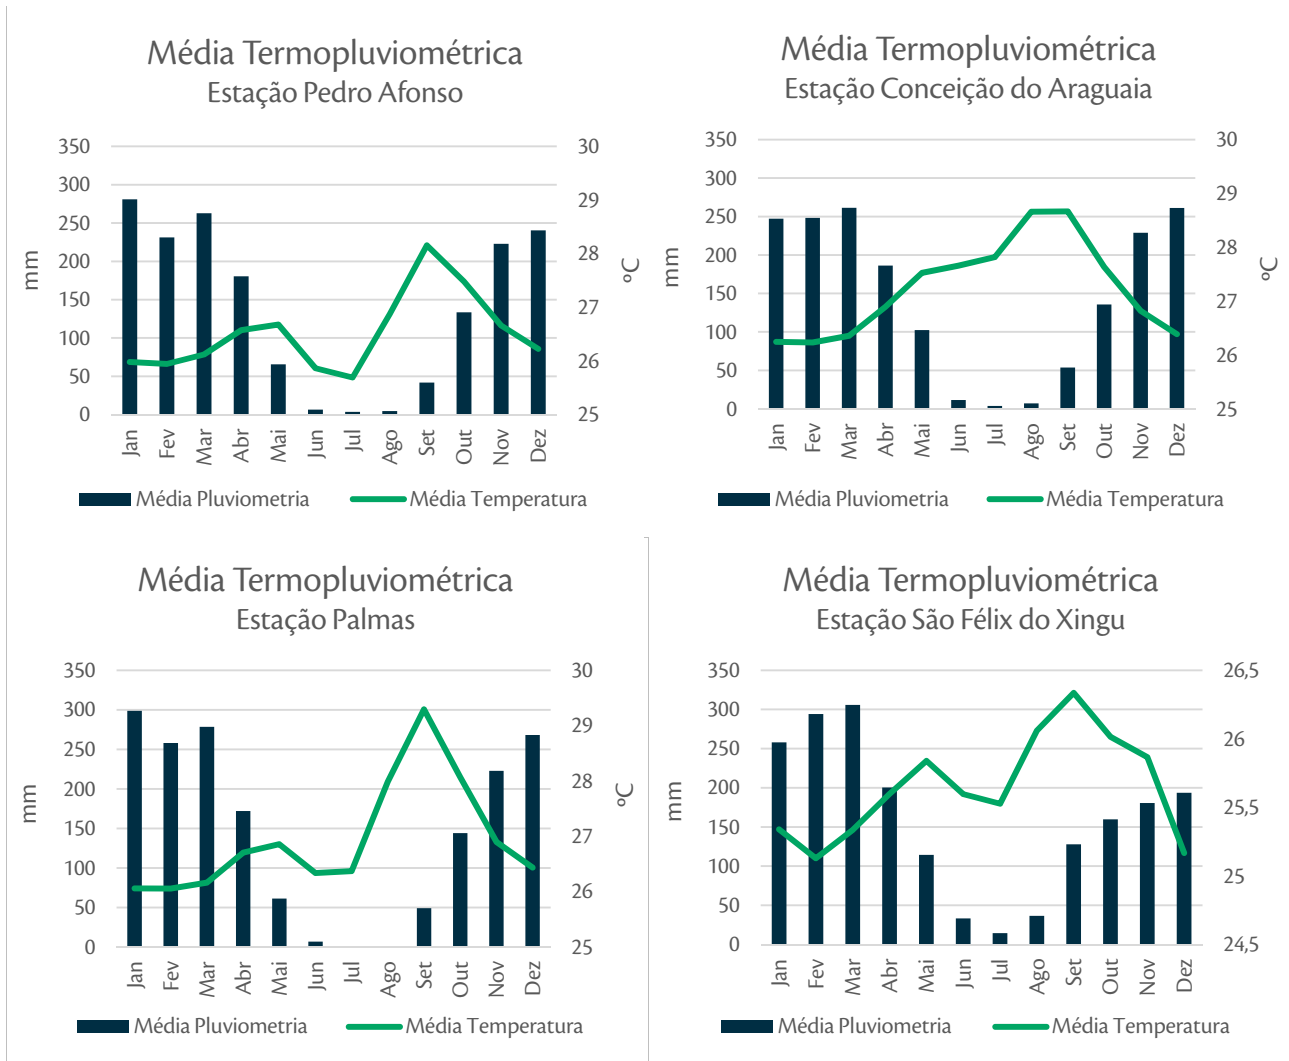 Média Termopluviométrica
Estação Pedro Afonso
350
300
250
200
150
100
50
0
mm
30
29
28
27
26
25
ºC
Jan Fev Mar Abr Mai Jun Jul Ago Set Out Nov Dez
Média Pluviometria Média Temperatura
Média Termopluviométrica
Estação Conceição do Araguaia
350
300
250
200
150
100
50
0
mm
30
29
28
27
26
25
ºC
Jan Fev Mar Abr Mai Jun Jul Ago Set Out Nov Dez
Média Pluviometria Média Temperatura
Média Termopluviométrica
Estação Palmas
350
300
250
200
150
100
50
0
mm
30
29
28
27
26
25
ºC
Jan Fev Mar Abr Mai Jun Jul Ago Set Out Nov Dez
Média Pluviometria Média Temperatura
Média Termopluviométrica
Estação São Félix do Xingu
350
300
250
200
150
100
50
0
mm
26,5
26
25,5
25
24,5
ºC
Jan Fev Mar Abr Mai Jun Jul Ago Set Out Nov Dez
Média Pluviometria Média Temperatura